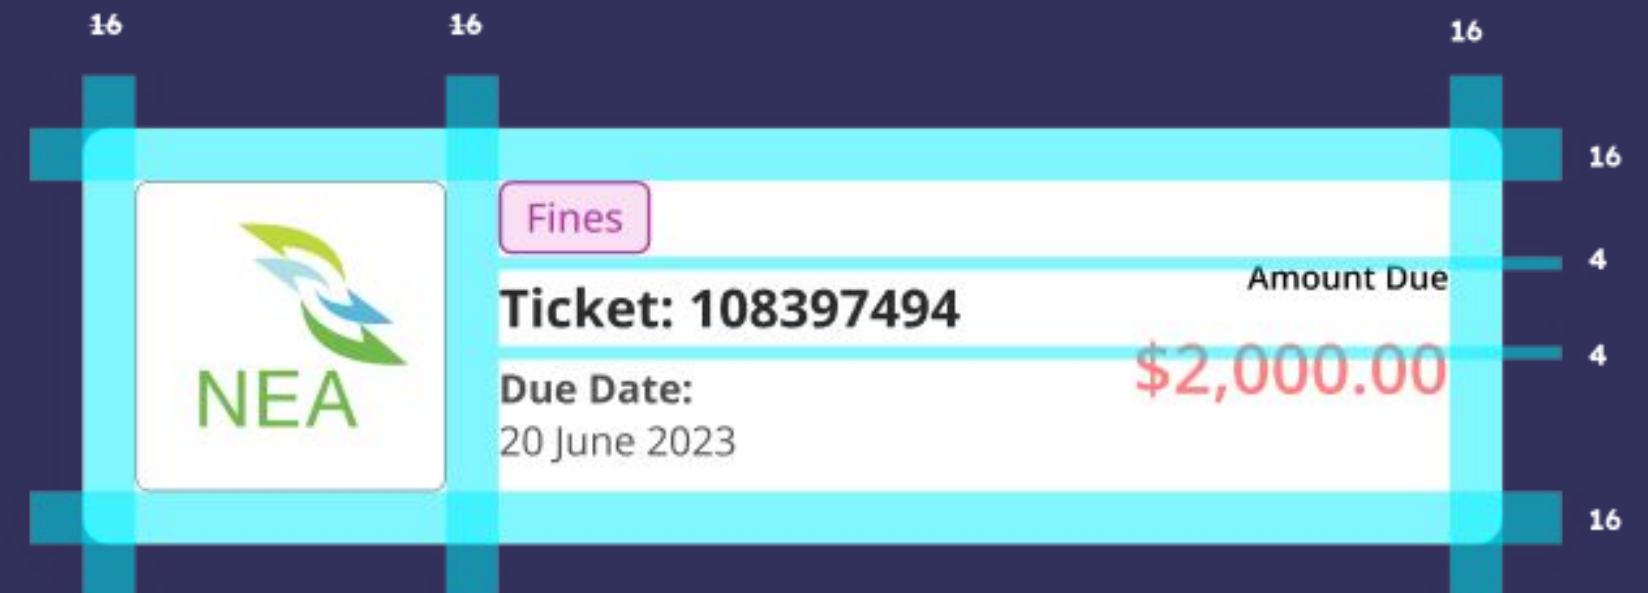 16 16 16
16
Fines
4
Amount Due
Ticket: 108397494
4
$2,000.00
NEA
Due Date:
20 June 2023
16